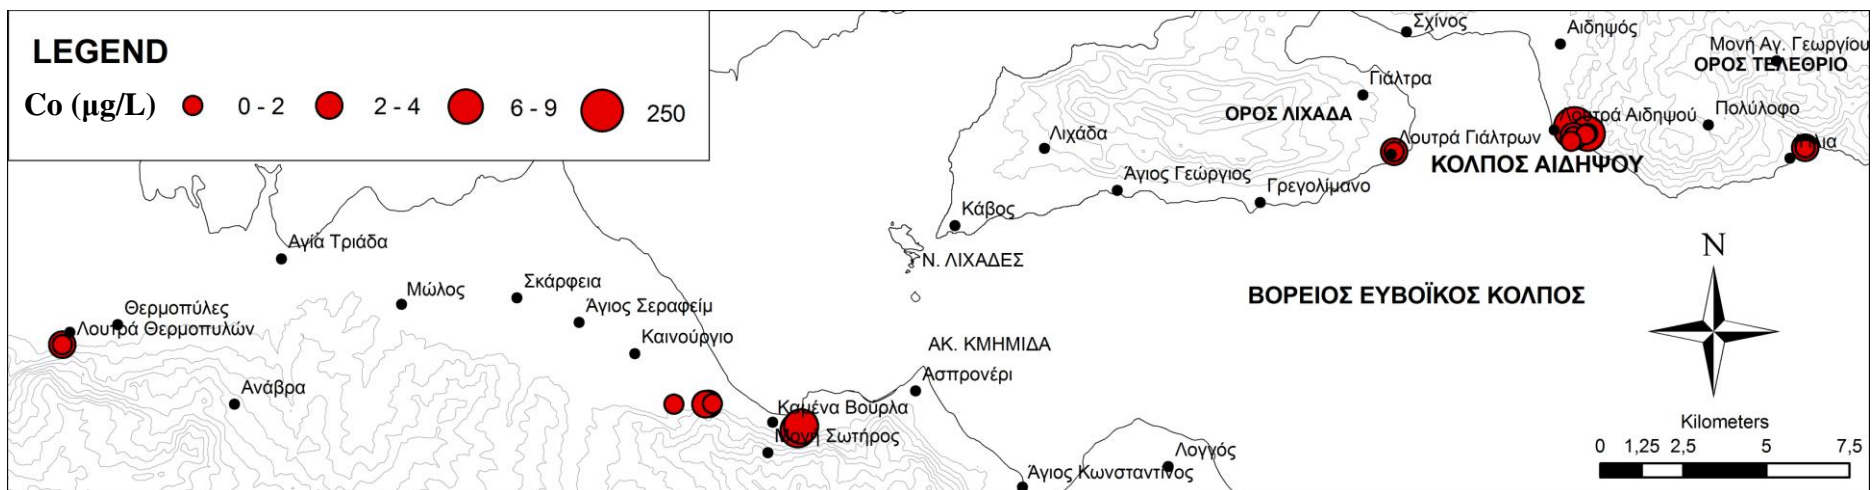 LEGEND
Co (µg/L) 0 - 2 2 - 4 6 - 9 250
Σχίνος
Αιδηψός
Μονή Αγ. Γεωργίου
ΟΡΟΣ ΤΕΛΕΘΡΙΟ
Γιάλτρα
ΟΡΟΣ ΛΙΧΑΔΑ
Λουτρά Αιδηψού
Πολύλοφο
Λιχάδα
Λουτρά Γιάλτρων
Ήλια
ΚΟΛΠΟΣ ΑΙΔΗΨΟΥ
Άγιος Γεώργιος
Γρεγολίμανο
Κάβος
Αγία Τριάδα
Ν. ΛΙΧΑΔΕΣ
N
Σκάρφεια
Μώλος
ΒΟΡΕΙΟΣ ΕΥΒΟΪΚΟΣ ΚΟΛΠΟΣ
Θερμοπύλες
Άγιος Σεραφείμ
Λουτρά Θερμοπυλών
Καινούργιο
ΑΚ. ΚΜΗΜΙΔΑ
Ασπρονέρι
Ανάβρα
Καμένα Βούρλα
Μονή Σωτήρος
Λογγός
Άγιος Κωνσταντίνος
Kilometers
0 1,25 2,5 5 7,5